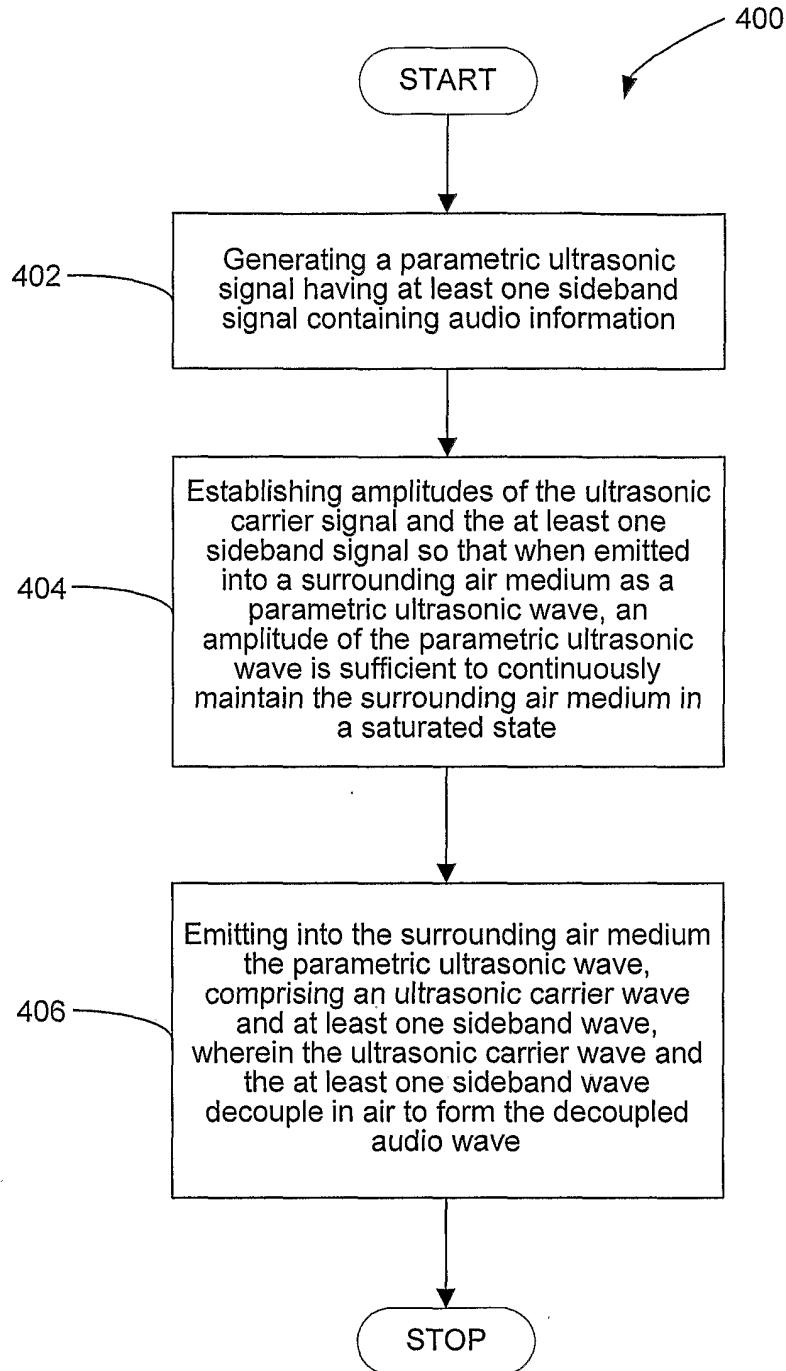 400
START
402
Generating a parametric ultrasonic
signal having at least one sideband
signal containing audio information
404
Establishing amplitudes of the ultrasonic
carrier signal and the at least one
sideband signal so that when emitted
into a surrounding air medium as a
parametric ultrasonic wave, an
amplitude of the parametric ultrasonic
wave is sufficient to continuously
maintain the surrounding air medium in
a saturated state
406
Emitting into the surrounding air medium
the parametric ultrasonic wave,
comprising an ultrasonic carrier wave
and at least one sideband wave,
wherein the ultrasonic carrier wave and
the at least one sideband wave
decouple in air to form the decoupled
audio wave
STOP